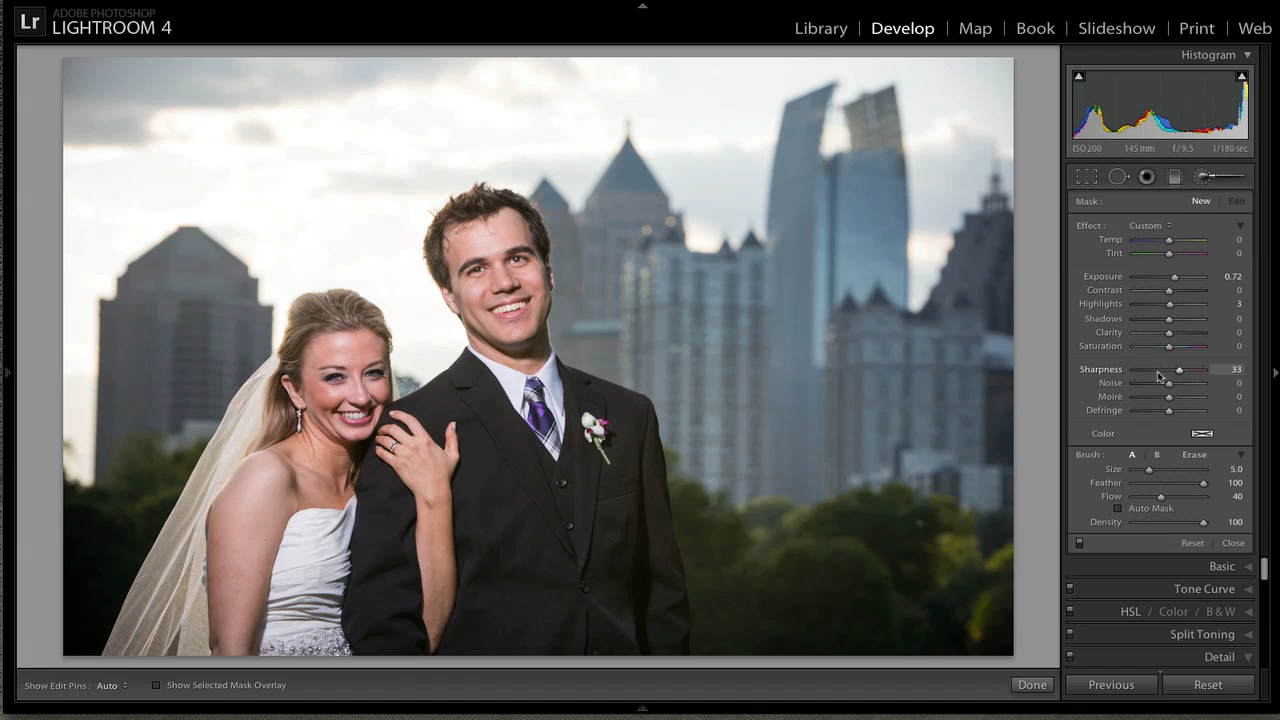 Lr ADOBE PHOTOSHOP
LIGHTROOM 4
Library | Develop | Map | Book | Slideshow | Print | Web
Histogram
ISO 200 145 mm f / 9.5 1/180 sec
Mask : New Edit
Effect : Custom
Temp 0
Tint 0
Exposure 0.72
Contrast 0
Highlights 3
Shadows 0
Clarity 0
Saturation 0
Sharpness 33
Noise 0
Moiré 0
Defringe 0
Color
Brush : A | B Erase
Size 5.0
Feather 100
Flow 40
Auto Mask
Density 100
Reset Close
Basic
Tone Curve
HSL / Color / B & W
Split Toning
Detail
Show Edit Pins : Auto Show Selected Mask Overlay Done
Previous Reset